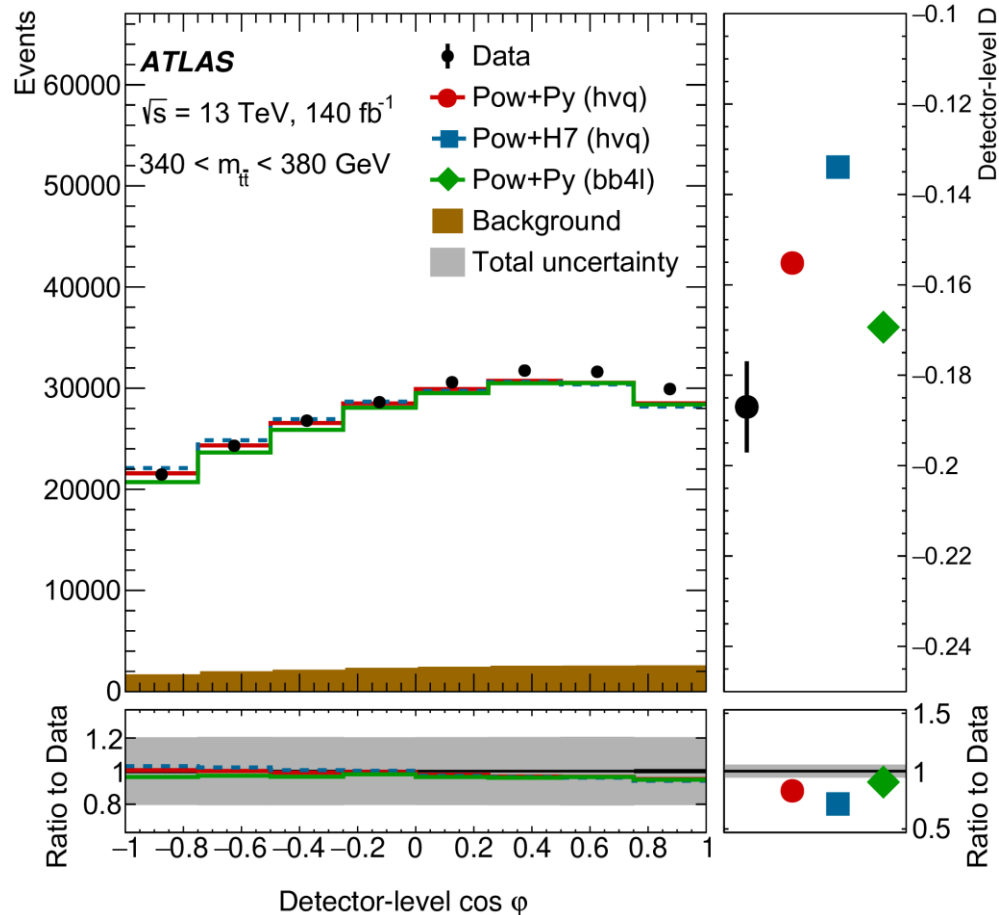 Events
60000
50000
40000
30000
20000
10000
0
ATLAS
√s = 13 TeV, 140 fb⁻¹
340 < m_{tt̄} < 380 GeV
Data
Pow+Py (hvq)
Pow+H7 (hvq)
Pow+Py (bb4l)
Background
Total uncertainty
−0.1
−0.12
−0.14
−0.16
−0.18
−0.2
−0.22
−0.24
Detector-level D
Ratio to Data
1.2
1
0.8
−1 −0.8 −0.6 −0.4 −0.2 0 0.2 0.4 0.6 0.8 1
Detector-level cos φ
1.5
1
0.5
Ratio to Data